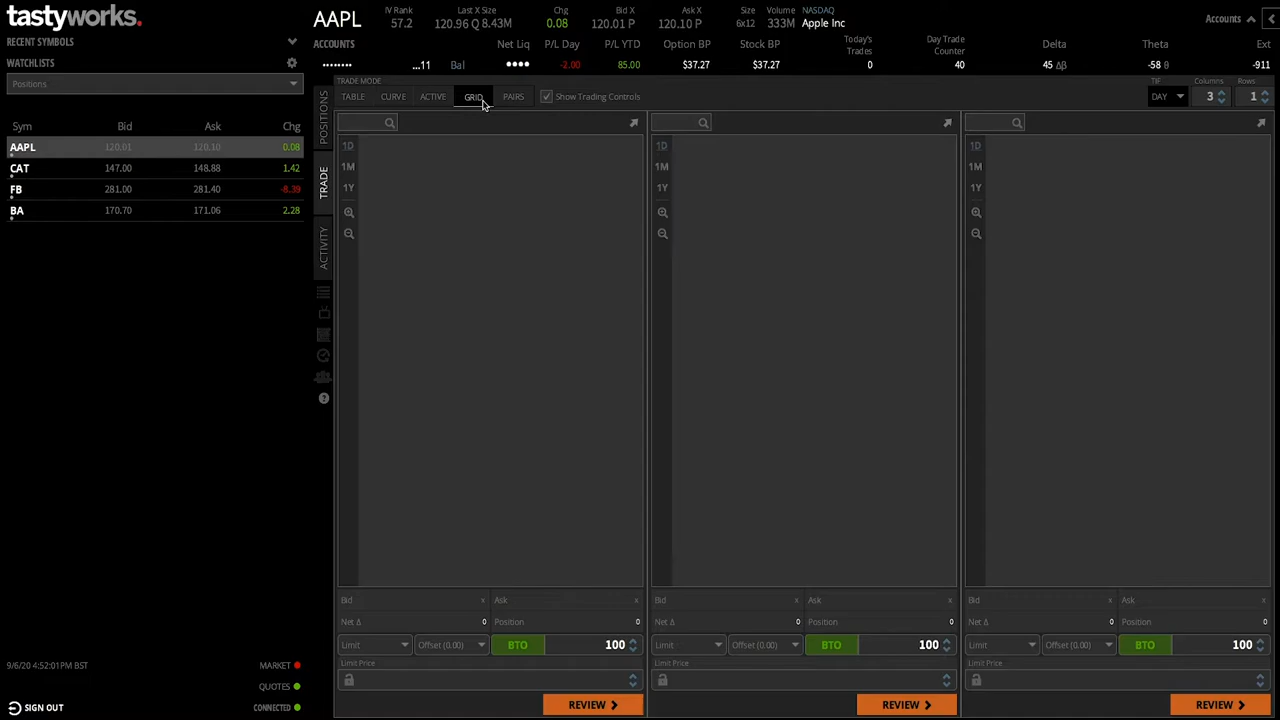 tastyworks.
RECENT SYMBOLS
WATCHLISTS
Positions
Sym Bid Ask Chg
AAPL 120.01 120.10 0.08
CAT 147.00 148.88 1.42
FB 281.00 281.40 -8.39
BA 170.70 171.06 2.28
9/6/20 4:52:01PM BST
MARKET
QUOTES
CONNECTED
SIGN OUT
AAPL
IV Rank Last X Size Chg Bid X Ask X Size Volume NASDAQ
57.2 120.96 Q 8.43M 0.08 120.01 P 120.10 P 6x12 333M Apple Inc
Accounts
ACCOUNTS Net Liq P/L Day P/L YTD Option BP Stock BP Today's Trades Day Trade Counter Delta Theta Ext
•••••••• ...11 Bal •••• -2.00 85.00 $37.27 $37.27 0 40 45 Δβ -58 θ -911
POSITIONS
TRADE
ACTIVITY
TRADE MODE
TABLE CURVE ACTIVE GRID PAIRS Show Trading Controls
TIF Columns Rows
DAY 3 1
1D
1M
1Y
Bid x Ask x
Net Δ 0 Position 0
Limit Offset (0.00) BTO 100
Limit Price
REVIEW
1D
1M
1Y
Bid x Ask x
Net Δ 0 Position 0
Limit Offset (0.00) BTO 100
Limit Price
REVIEW
1D
1M
1Y
Bid x Ask x
Net Δ 0 Position 0
Limit Offset (0.00) BTO 100
Limit Price
REVIEW